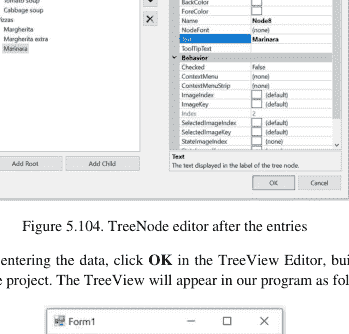 Tomato soup
Cabbage soup
Pizzas
Margherita
Margherita extra
Marinara
Add Root
Add Child
BackColor
ForeColor
Name Node8
NodeFont (none)
Text Marinara
ToolTipText
Behavior
Checked False
ContextMenu (none)
ContextMenuStrip (none)
ImageIndex (default)
ImageKey (default)
Index 2
SelectedImageIndex (default)
SelectedImageKey (default)
StateImageIndex (default)
Text
The text displayed in the label of the tree node.
OK
Cancel
Figure 5.104. TreeNode editor after the entries
entering the data, click OK in the TreeView Editor, bui
e project. The TreeView will appear in our program as fol
Form1